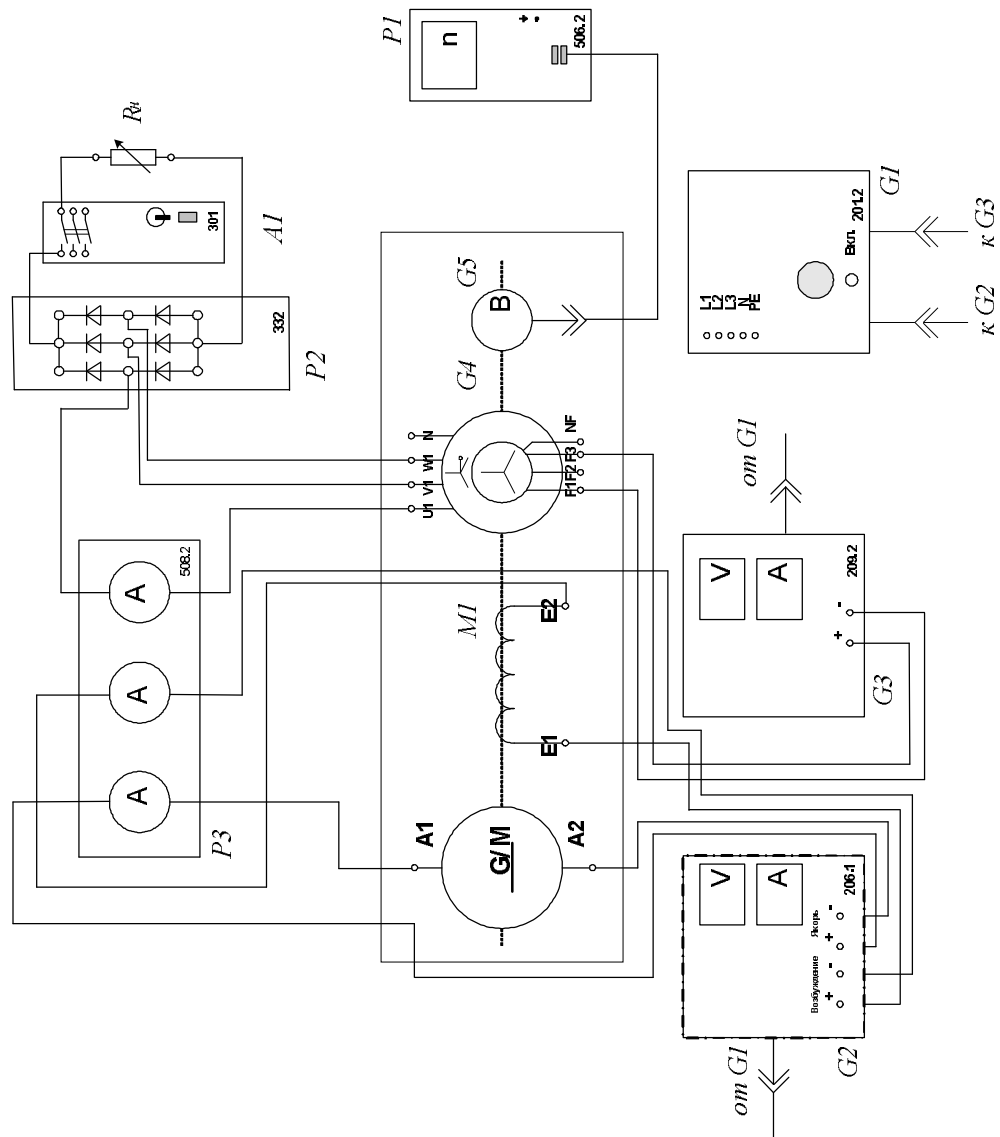 P1
n
+
-
506.2
Rн
301
A1
332
P2
G5
B
G4
N
W1
V1
U1
NF
F3
F2
F1
L1
L2
L3
N
PE
Вкл.
201.2
G1
к G2
к G3
508.2
A
A
A
P3
M1
E2
E1
A1
G/M
A2
от G1
V
A
209.2
+
-
G3
V
A
206.1
Возбуждение
Якорь
+
-
+
-
G2
от G1